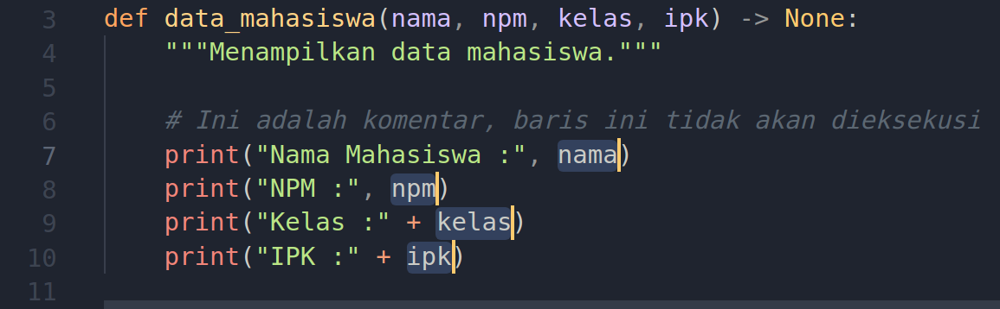 3 def data_mahasiswa(nama, npm, kelas, ipk) -> None:
4 """Menampilkan data mahasiswa."""
5
6 # Ini adalah komentar, baris ini tidak akan dieksekusi
7 print("Nama Mahasiswa :", nama)
8 print("NPM :", npm)
9 print("Kelas :" + kelas)
10 print("IPK :" + ipk)
11